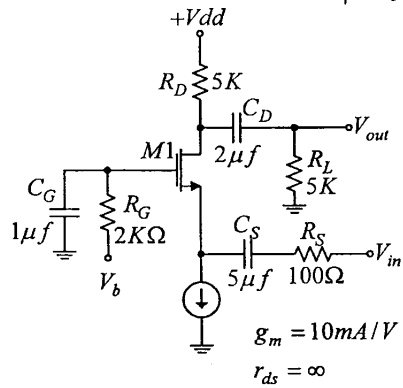 +Vdd
R_D 5K
C_D
V_out
M1
2μf
R_L
5K
C_G
1μf
R_G
2KΩ
V_b
C_S
5μf
R_S
100Ω
V_in
g_m = 10mA/V
r_ds = ∞